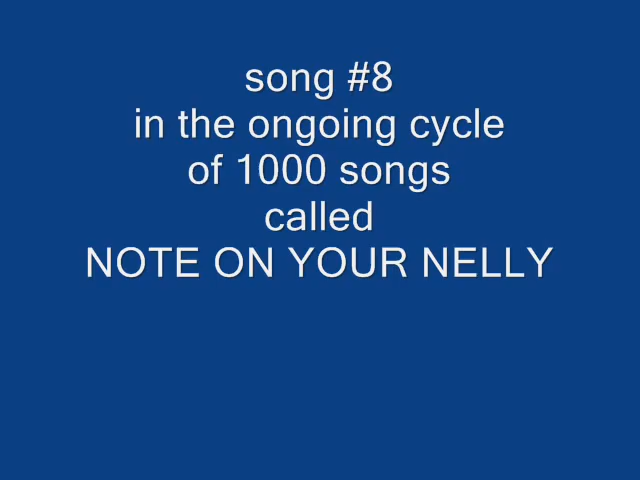 song #8
in the ongoing cycle
of 1000 songs
called
NOTE ON YOUR NELLY